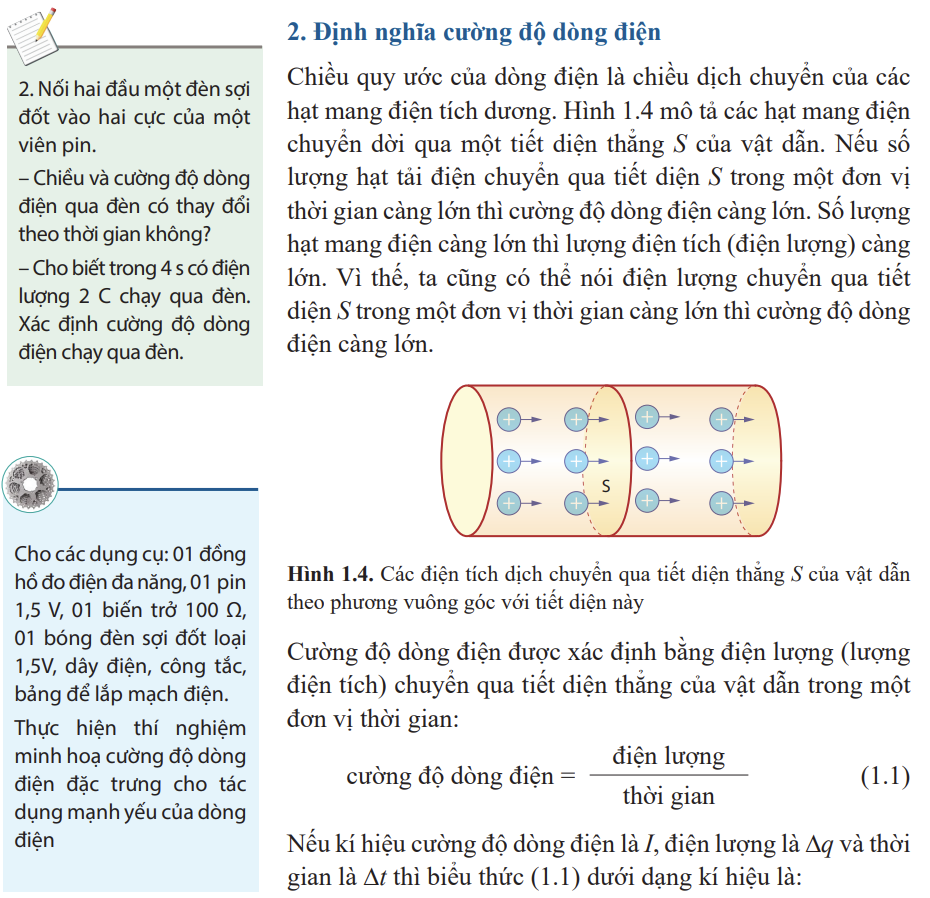 2. Nối hai đầu một đèn sợi
đốt vào hai cực của một
viên pin.
– Chiều và cường độ dòng
điện qua đèn có thay đổi
theo thời gian không?
– Cho biết trong 4 s có điện
lượng 2 C chạy qua đèn.
Xác định cường độ dòng
điện chạy qua đèn.
Cho các dụng cụ: 01 đồng
hồ đo điện đa năng, 01 pin
1,5 V, 01 biến trở 100 Ω,
01 bóng đèn sợi đốt loại
1,5V, dây điện, công tắc,
bảng để lắp mạch điện.
Thực hiện thí nghiệm
minh hoạ cường độ dòng
điện đặc trưng cho tác
dụng mạnh yếu của dòng
điện
2. Định nghĩa cường độ dòng điện
Chiều quy ước của dòng điện là chiều dịch chuyển của các
hạt mang điện tích dương. Hình 1.4 mô tả các hạt mang điện
chuyển dời qua một tiết diện thẳng S của vật dẫn. Nếu số
lượng hạt tải điện chuyển qua tiết diện S trong một đơn vị
thời gian càng lớn thì cường độ dòng điện càng lớn. Số lượng
hạt mang điện càng lớn thì lượng điện tích (điện lượng) càng
lớn. Vì thế, ta cũng có thể nói điện lượng chuyển qua tiết
diện S trong một đơn vị thời gian càng lớn thì cường độ dòng
điện càng lớn.
S
Hình 1.4. Các điện tích dịch chuyển qua tiết diện thẳng S của vật dẫn
theo phương vuông góc với tiết diện này
Cường độ dòng điện được xác định bằng điện lượng (lượng
điện tích) chuyển qua tiết diện thẳng của vật dẫn trong một
đơn vị thời gian:
điện lượng
cường độ dòng điện = (1.1)
thời gian
Nếu kí hiệu cường độ dòng điện là I, điện lượng là Δq và thời
gian là Δt thì biểu thức (1.1) dưới dạng kí hiệu là: